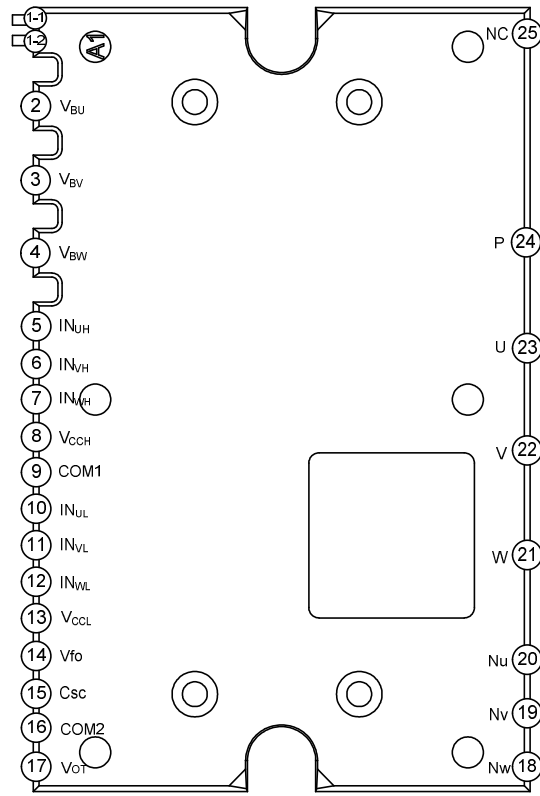 1-1
1-2
A1
2 VBU
3 VBV
4 VBW
5 INUH
6 INVH
7 INWH
8 VCCH
9 COM1
10 INUL
11 INVL
12 INWL
13 VCCL
14 Vfo
15 Csc
16 COM2
17 VOT
NC 25
P 24
U 23
V 22
W 21
Nu 20
Nv 19
Nw 18